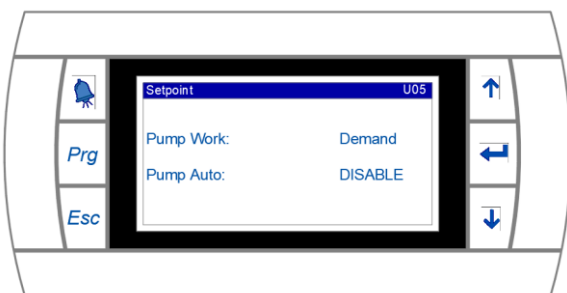 Setpoint U05
Prg
Pump Work: Demand
Pump Auto: DISABLE
Esc